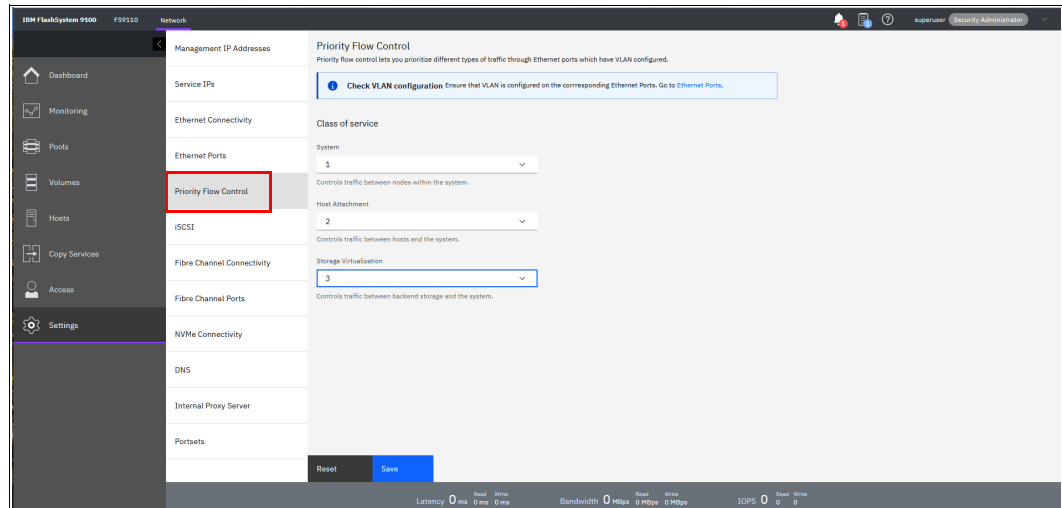 IBM FlashSystem 9100 FS9110 Network
1 5 superuser Security Administrator
Dashboard
Monitoring
Pools
Volumes
Hosts
Copy Services
Access
Settings
Management IP Addresses
Service IPs
Ethernet Connectivity
Ethernet Ports
Priority Flow Control
iSCSI
Fibre Channel Connectivity
Fibre Channel Ports
NVMe Connectivity
DNS
Internal Proxy Server
Portsets
Priority Flow Control
Priority flow control lets you prioritize different types of traffic through Ethernet ports which have VLAN configured.
Check VLAN configuration Ensure that VLAN is configured on the corrresponding Ethernet Ports. Go to Ethernet Ports.
Class of service
System
1
Controls traffic between nodes within the system.
Host Attachment
2
Controls traffic between hosts and the system.
Storage Virtualization
3
Controls traffic between backend storage and the system.
Reset Save
Read Write Read Write Read Write
Latency 0 ms 0 ms 0 ms Bandwidth 0 MBps 0 MBps 0 MBps IOPS 0 0 0